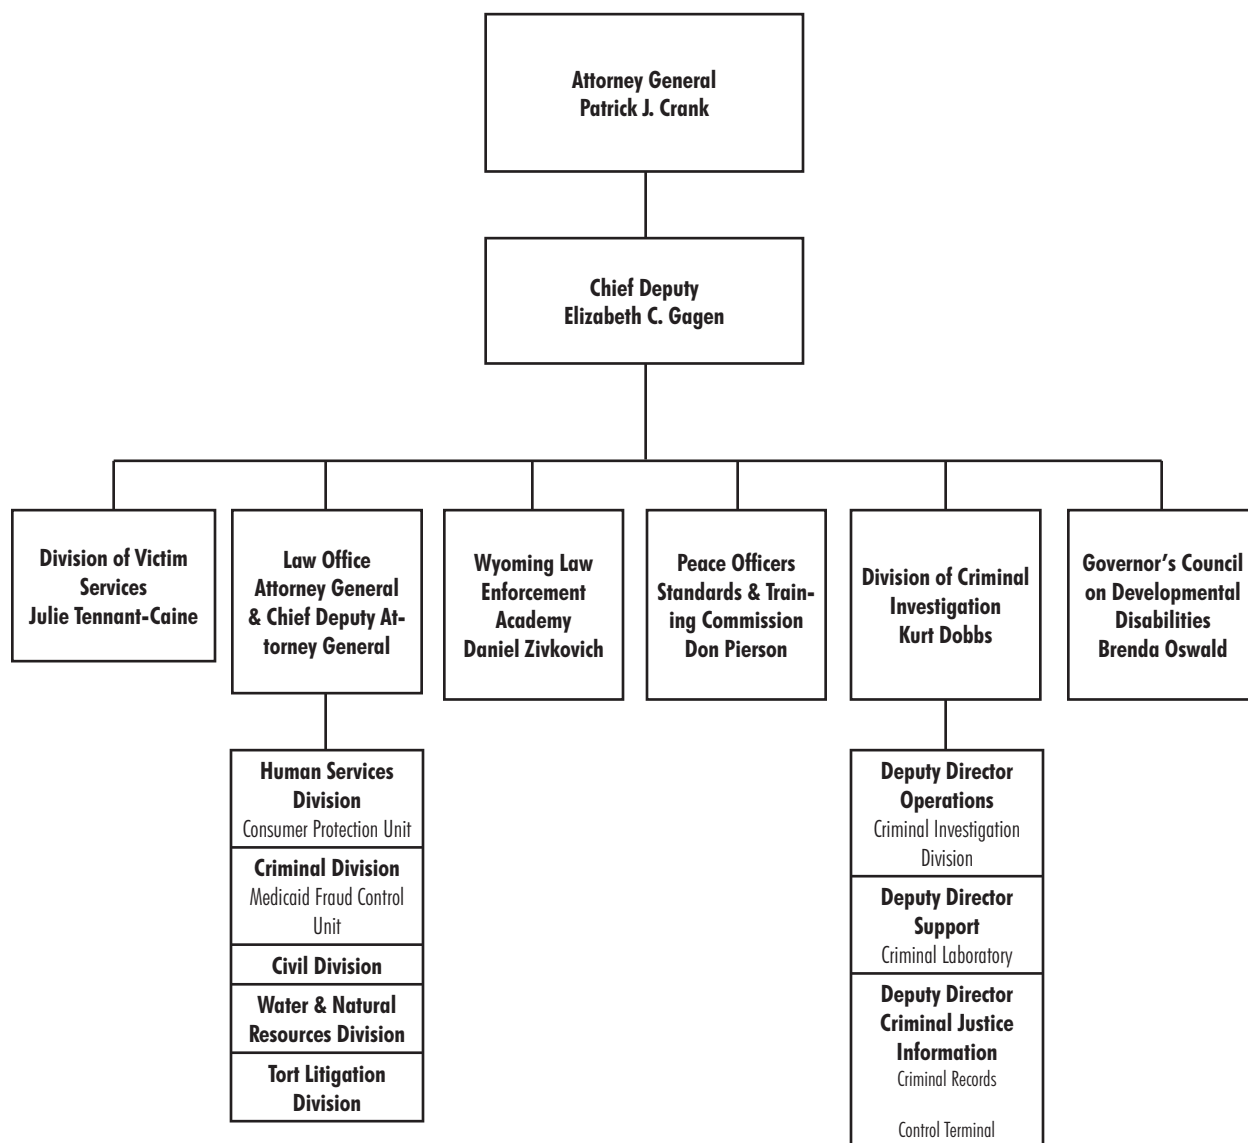 Attorney General
Patrick J. Crank
Chief Deputy
Elizabeth C. Gagen
Division of Victim
Services
Julie Tennant-Caine
Law Office
Attorney General
& Chief Deputy At-
torney General
Wyoming Law
Enforcement
Academy
Daniel Zivkovich
Peace Officers
Standards & Train-
ing Commission
Don Pierson
Division of Criminal
Investigation
Kurt Dobbs
Governor's Council
on Developmental
Disabilities
Brenda Oswald
Human Services
Division
Consumer Protection Unit
Criminal Division
Medicaid Fraud Control
Unit
Civil Division
Water & Natural
Resources Division
Tort Litigation
Division
Deputy Director
Operations
Criminal Investigation
Division
Deputy Director
Support
Criminal Laboratory
Deputy Director
Criminal Justice
Information
Criminal Records
Control Terminal